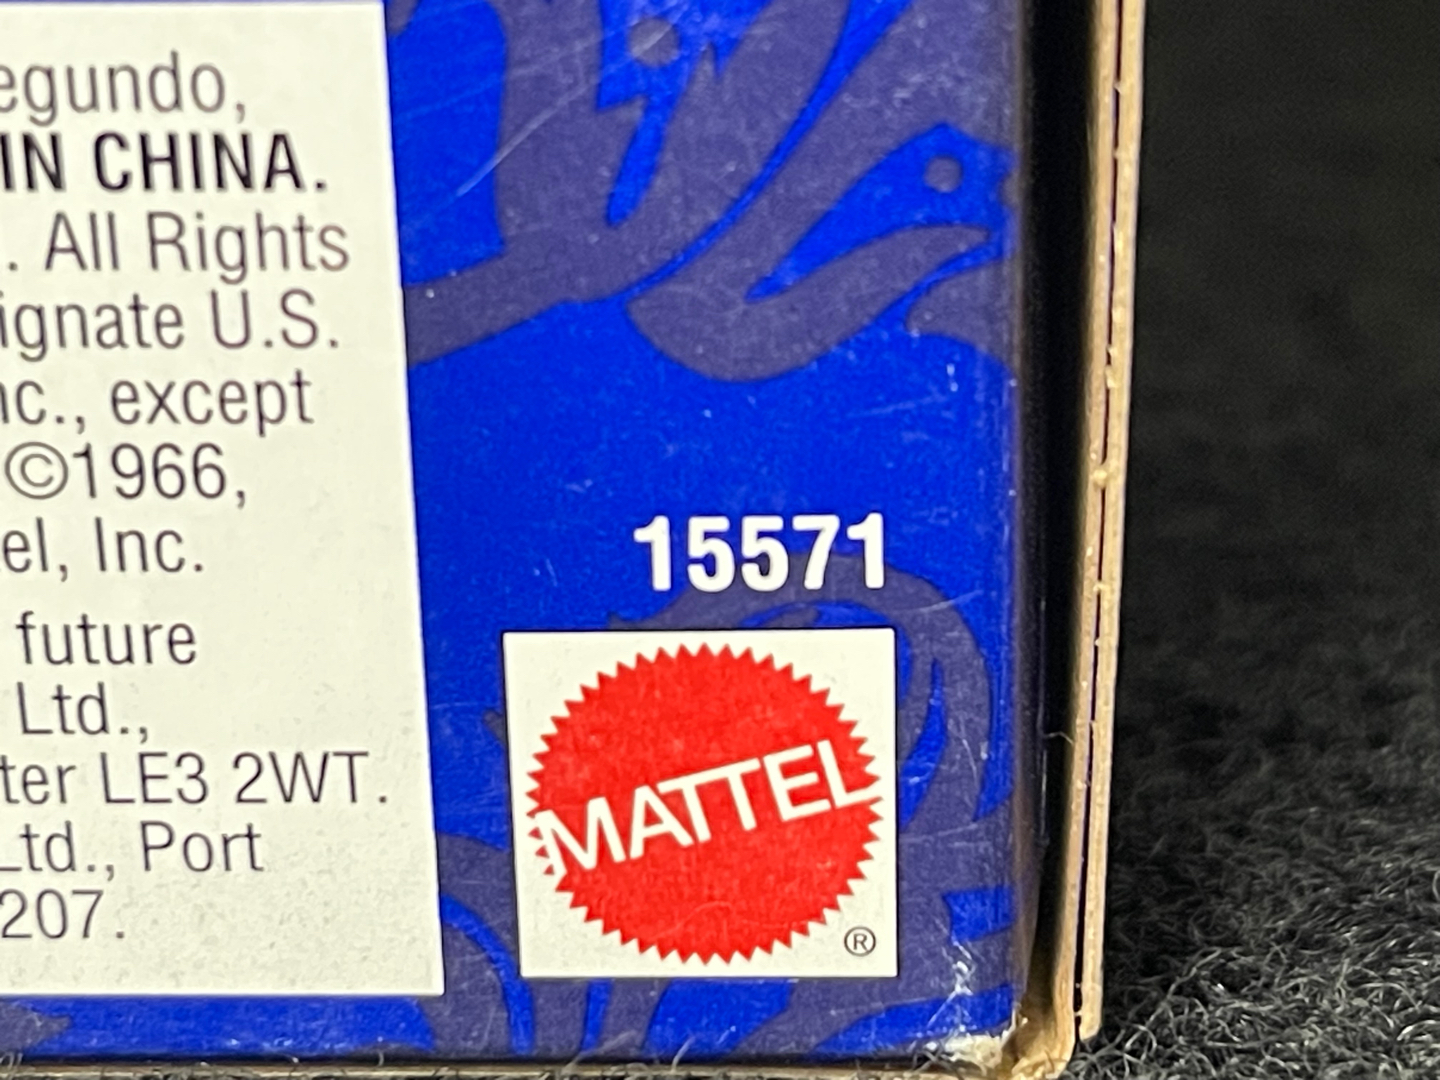 egundo,
IN CHINA.
. All Rights
ignate U.S.
nc., except
©1966,
el, Inc.
future
Ltd.,
ter LE3 2WT.
Ltd., Port
207.
15571
MATTEL
®